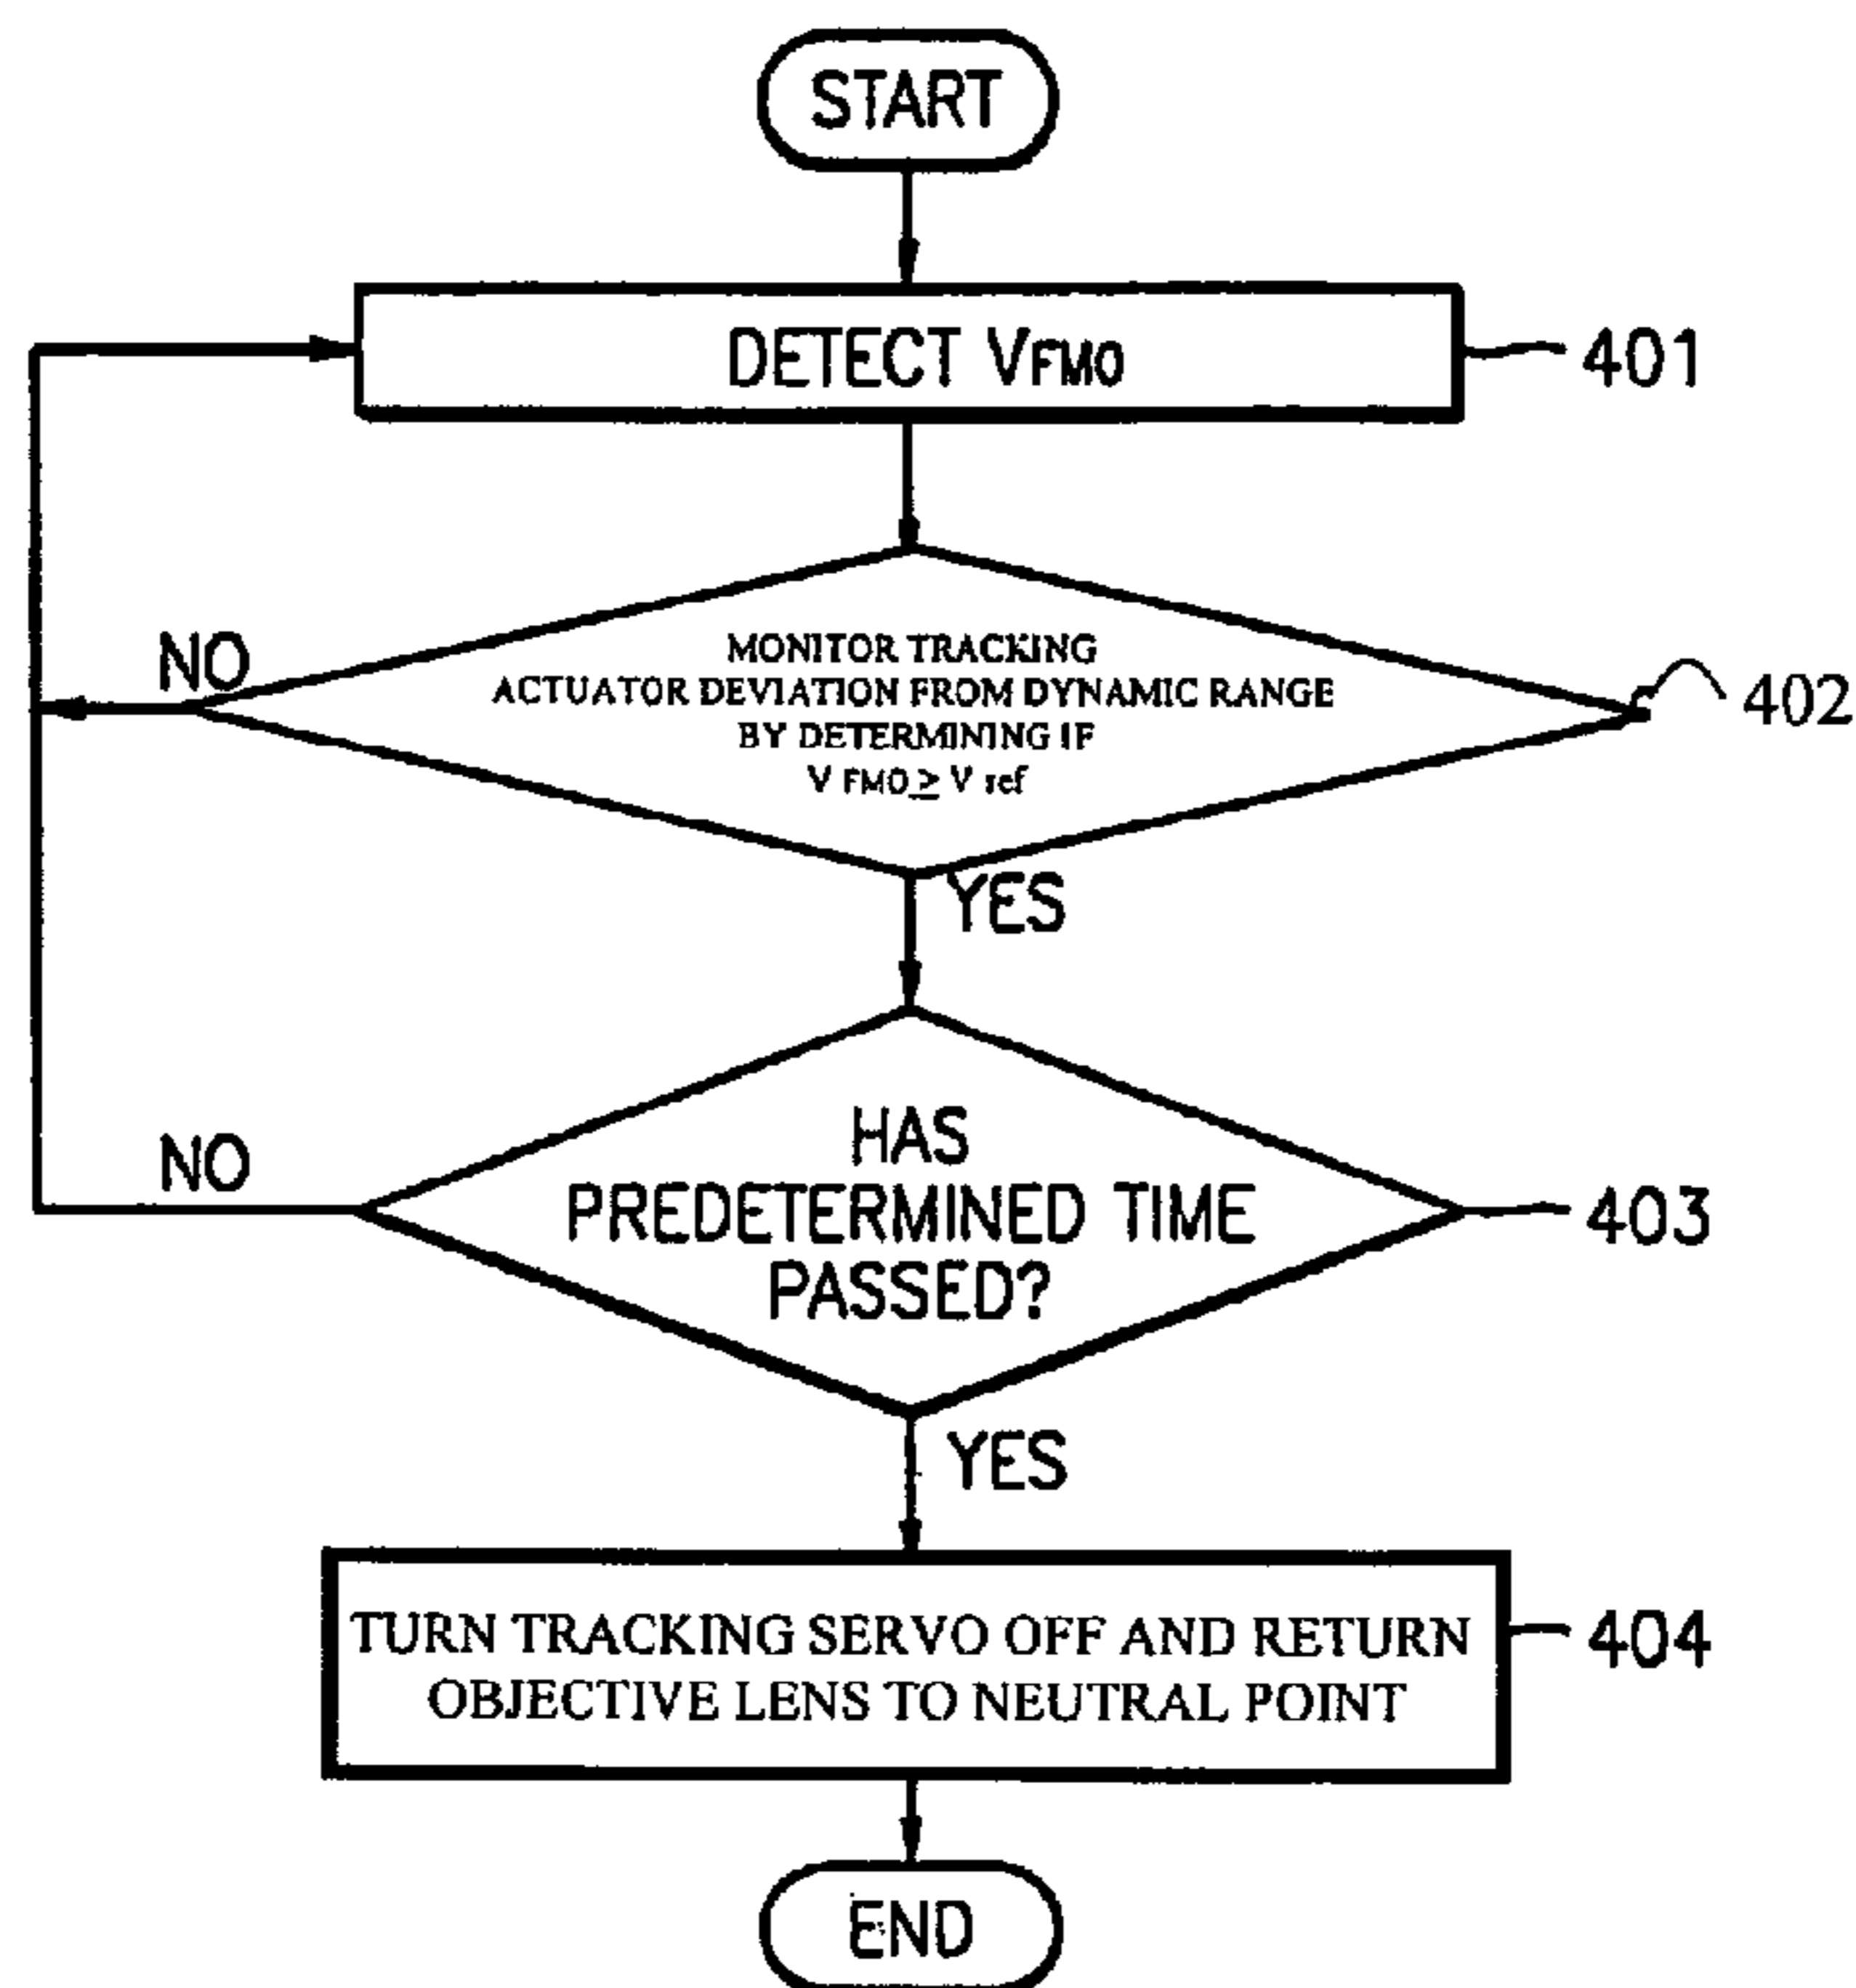 START
DETECT VFMO
401
MONITOR TRACKING
ACTUATOR DEVIATION FROM DYNAMIC RANGE
BY DETERMINING IF
V FMO ≥ V ref
402
NO
YES
HAS
PREDETERMINED TIME
PASSED?
403
NO
YES
TURN TRACKING SERVO OFF AND RETURN
OBJECTIVE LENS TO NEUTRAL POINT
404
END